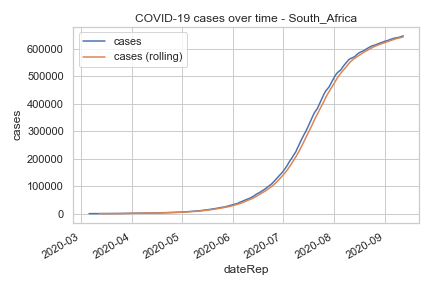 COVID-19 cases over time - South_Africa
cases
cases (rolling)
cases
600000
500000
400000
300000
200000
100000
0
2020-03
2020-04
2020-05
2020-06
2020-07
2020-08
2020-09
dateRep